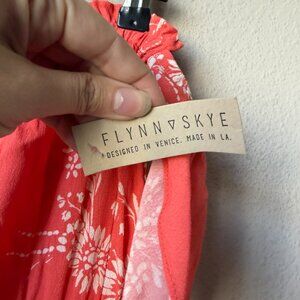 FLYNN▽SKYE
DESIGNED IN VENICE. MADE IN LA.